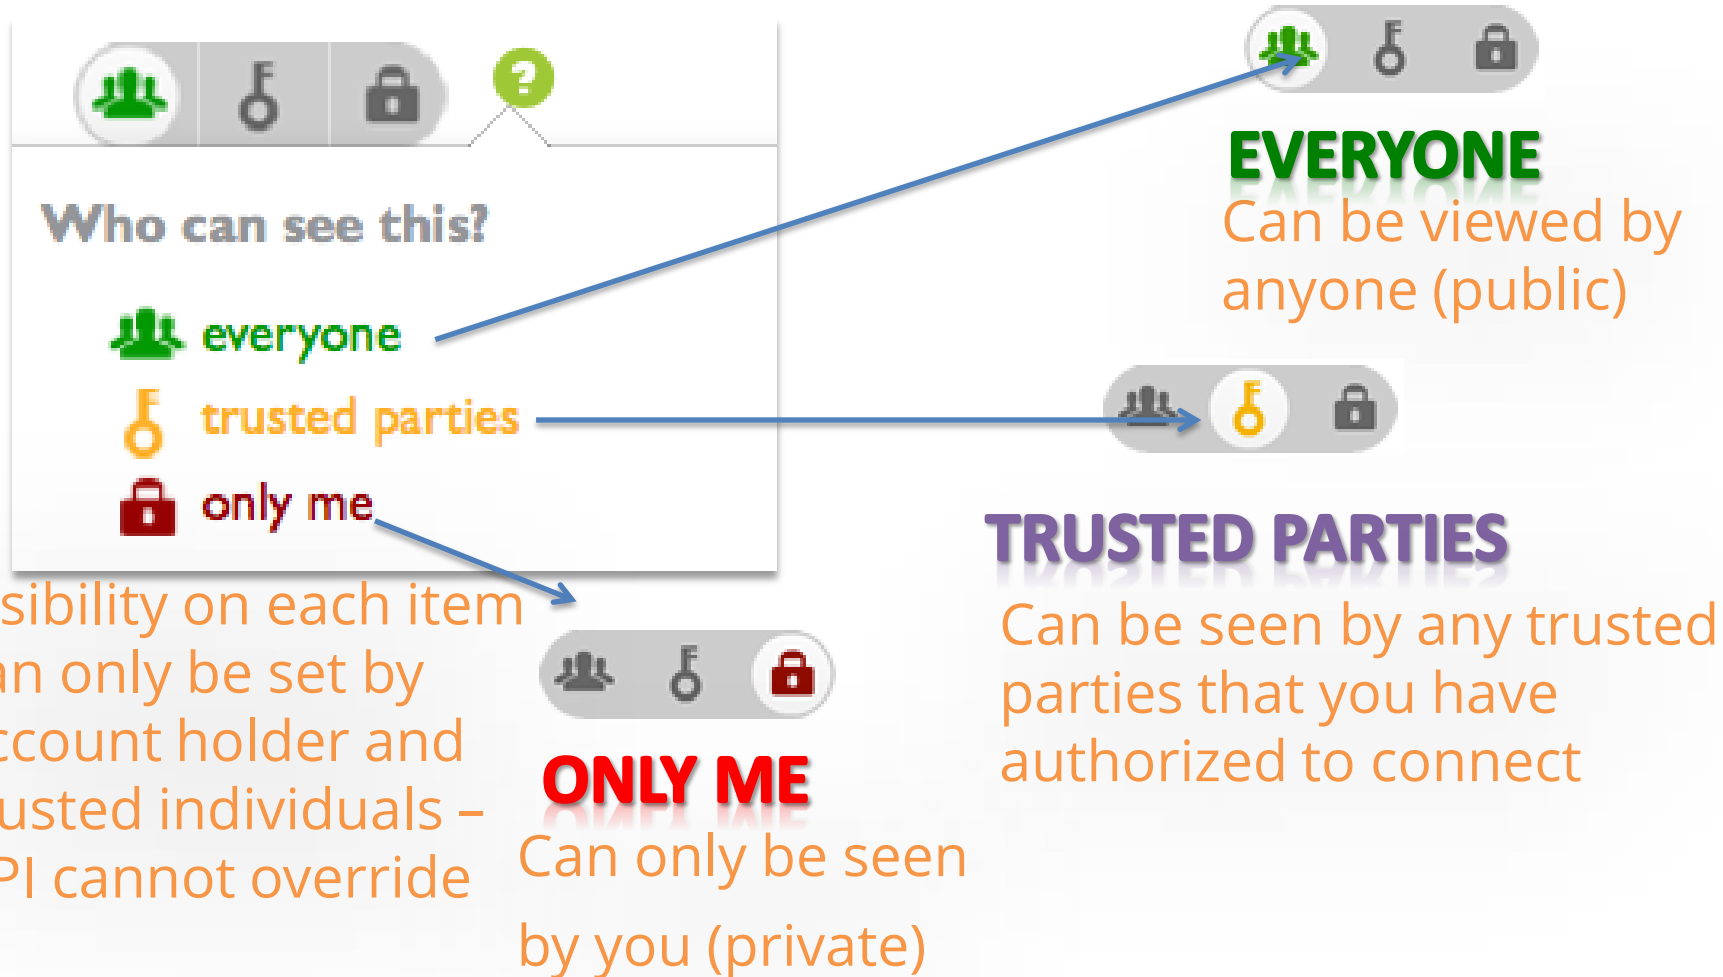 ?
Who can see this?
everyone
trusted parties
only me
sibility on each item
an only be set by
ccount holder and
usted individuals –
PI cannot override
ONLY ME
Can only be seen
by you (private)
EVERYONE
Can be viewed by
anyone (public)
TRUSTED PARTIES
Can be seen by any trusted
parties that you have
authorized to connect